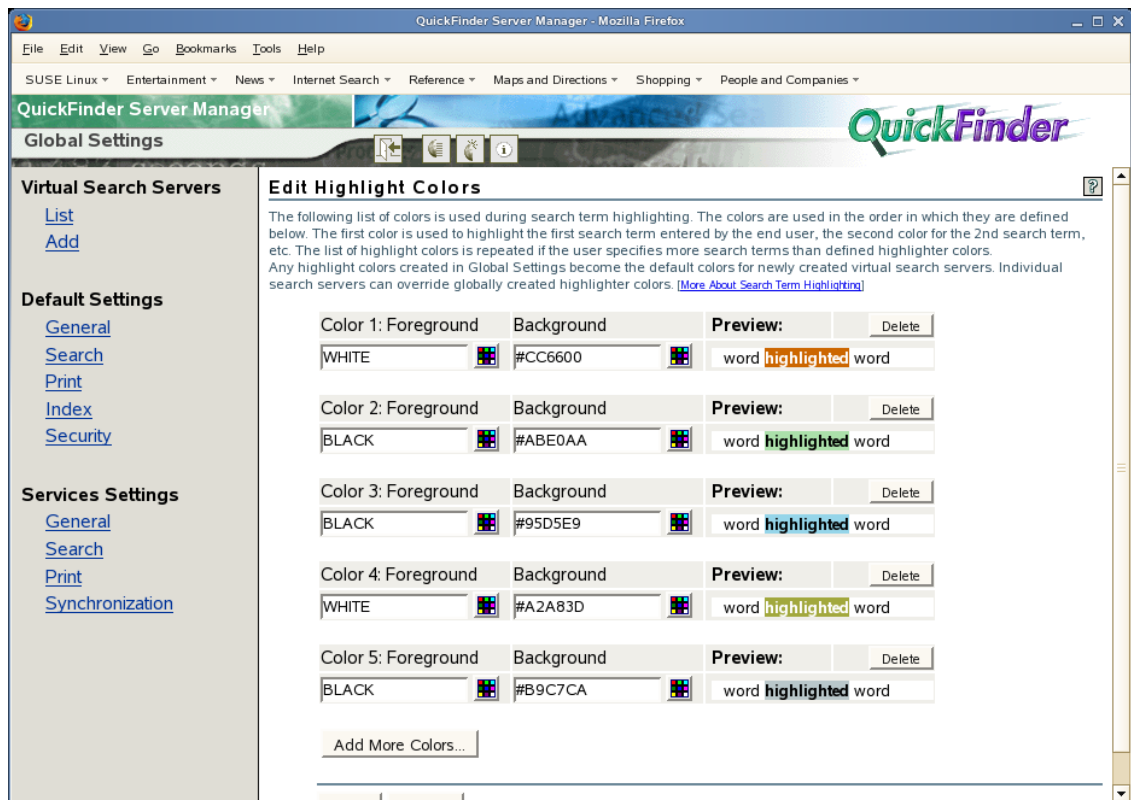 QuickFinder Server Manager - Mozilla Firefox
File Edit View Go Bookmarks Tools Help
SUSE Linux Entertainment News Internet Search Reference Maps and Directions Shopping People and Companies
QuickFinder Server Manager
Advanced Sea
QuickFinder
Global Settings
Virtual Search Servers
List
Add
Default Settings
General
Search
Print
Index
Security
Services Settings
General
Search
Print
Synchronization
Edit Highlight Colors
?
The following list of colors is used during search term highlighting. The colors are used in the order in which they are defined
below. The first color is used to highlight the first search term entered by the end user, the second color for the 2nd search term,
etc. The list of highlight colors is repeated if the user specifies more search terms than defined highlighter colors.
Any highlight colors created in Global Settings become the default colors for newly created virtual search servers. Individual
search servers can override globally created highlighter colors. [More About Search Term Highlighting]
Color 1: Foreground Background Preview: Delete
WHITE #CC6600 word highlighted word
Color 2: Foreground Background Preview: Delete
BLACK #ABE0AA word highlighted word
Color 3: Foreground Background Preview: Delete
BLACK #95D5E9 word highlighted word
Color 4: Foreground Background Preview: Delete
WHITE #A2A83D word highlighted word
Color 5: Foreground Background Preview: Delete
BLACK #B9C7CA word highlighted word
Add More Colors...